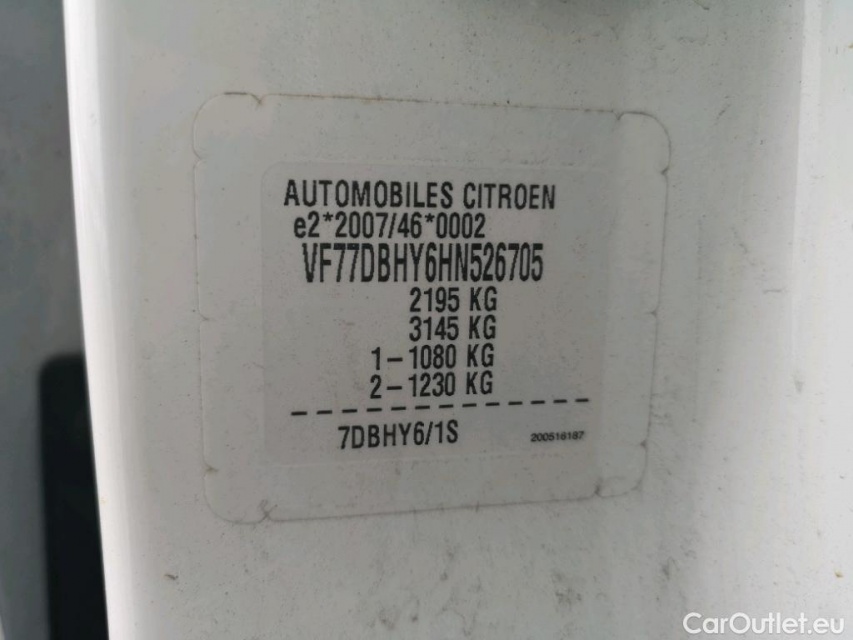 AUTOMOBILES CITROEN
e2*2007/46*0002
VF77DBHY6HN526705
2195 KG
3145 KG
1-1080 KG
2-1230 KG
7DBHY6/1S
200516187
CarOutlet.eu